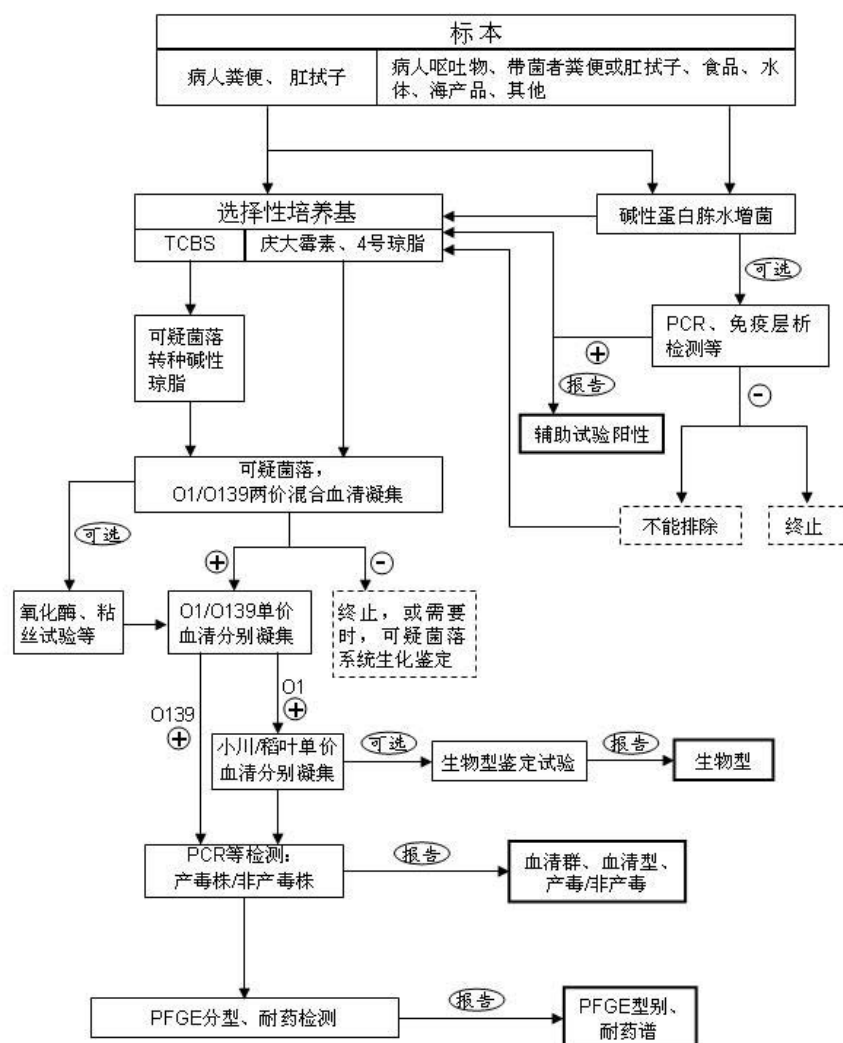 标本
病人粪便、肛拭子
病人呕吐物、带菌者粪便或肛拭子、食品、水
体、海产品、其他
选择性培养基
TCBS
庆大霉素、4号琼脂
碱性蛋白胨水增菌
可选
可疑菌落
转种碱性
琼脂
PCR、免疫层析
检测等
+
报告
-
辅助试验阳性
可疑菌落，
O1/O139两价混合血清凝集
不能排除
终止
可选
+
-
氧化酶、粘
丝试验等
O1/O139单价
血清分别凝集
终止，或需要
时，可疑菌落
系统生化鉴定
O139
+
O1
+
小川/稻叶单价
血清分别凝集
可选
生物型鉴定试验
报告
生物型
PCR等检测：
产毒株/非产毒株
报告
血清群、血清型、
产毒/非产毒
PFGE分型、耐药检测
报告
PFGE型别、
耐药谱